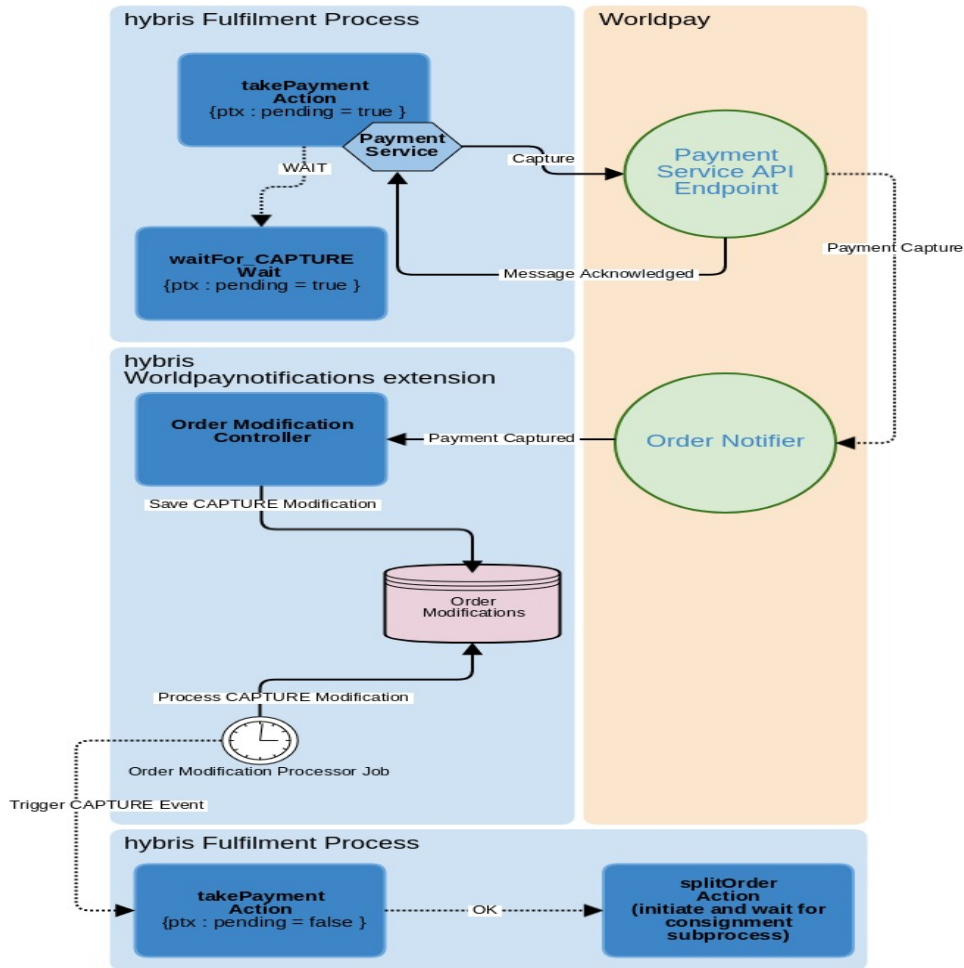 hybris Fulfilment Process
Worldpay
takePayment
Action
{ptx : pending = true }
Payment
Service
WAIT
Capture
Payment
Service API
Endpoint
waitFor_CAPTURE
Wait
{ptx : pending = true }
Message Acknowledged
Payment Capture
hybris
Worldpaynotifications extension
Order Modification
Controller
Payment Captured
Order Notifier
Save CAPTURE Modification
Order
Modifications
Process CAPTURE Modification
Order Modification Processor Job
Trigger CAPTURE Event
hybris Fulfilment Process
takePayment
Action
{ptx : pending = false }
OK
splitOrder
Action
(initiate and wait for
consignment
subprocess)